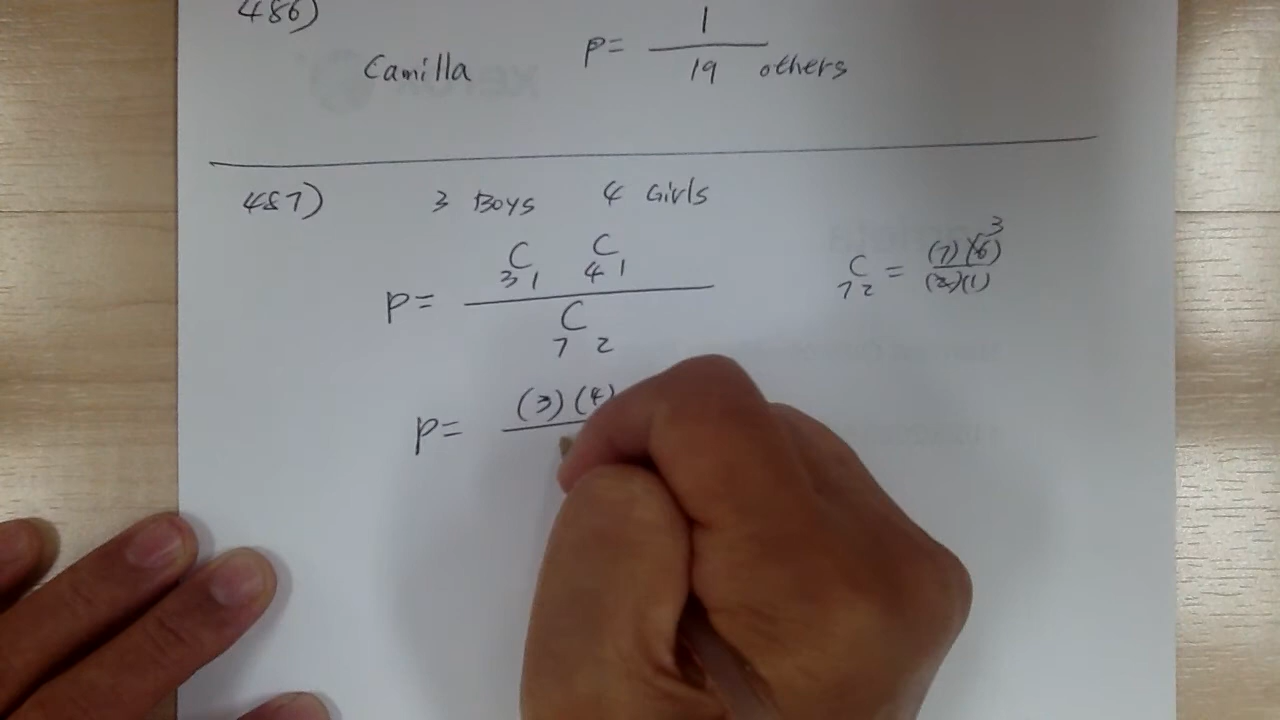 486)
Camilla p= 1/19 others
487) 3 Boys 4 Girls
p= (₃C₁ ₄C₁)/₇C₂
₇C₂ = (7)(6)³/(2)(1)
p= (3)(4)